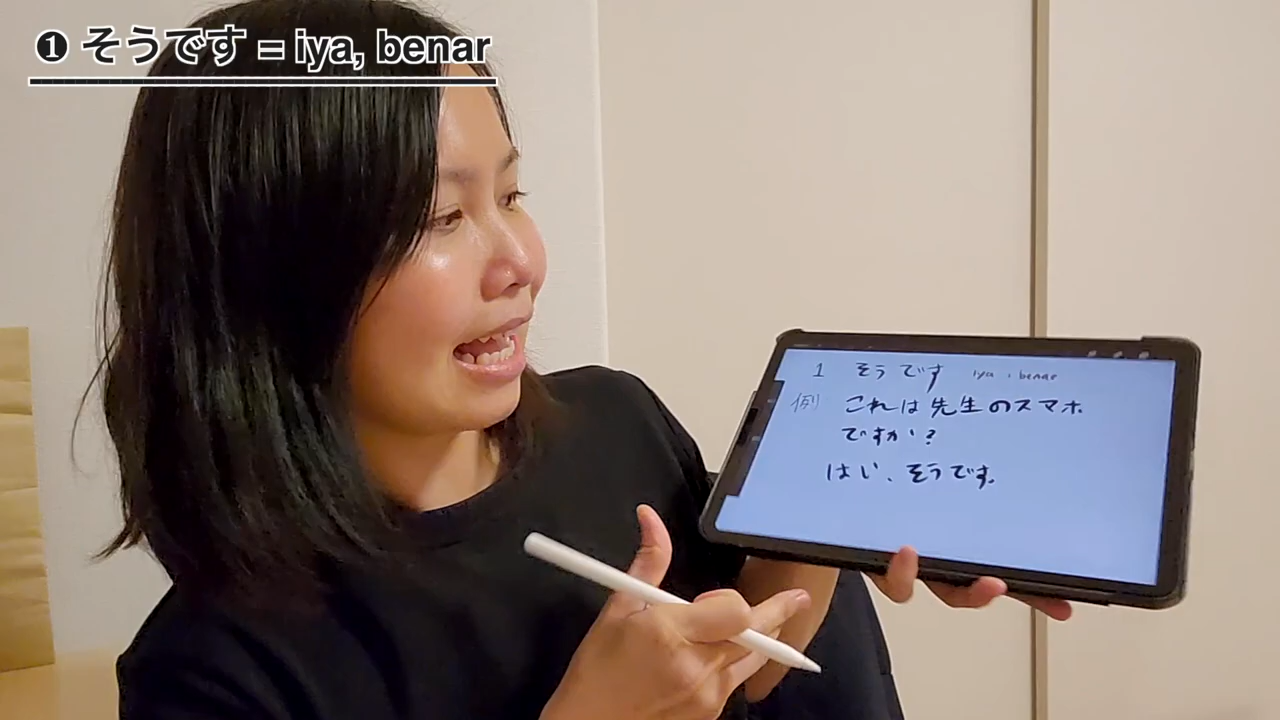 ❶ そうです = iya, benar
1 そうです iya , benar
例 これは先生のスマホ
ですか?
はい、そうです。